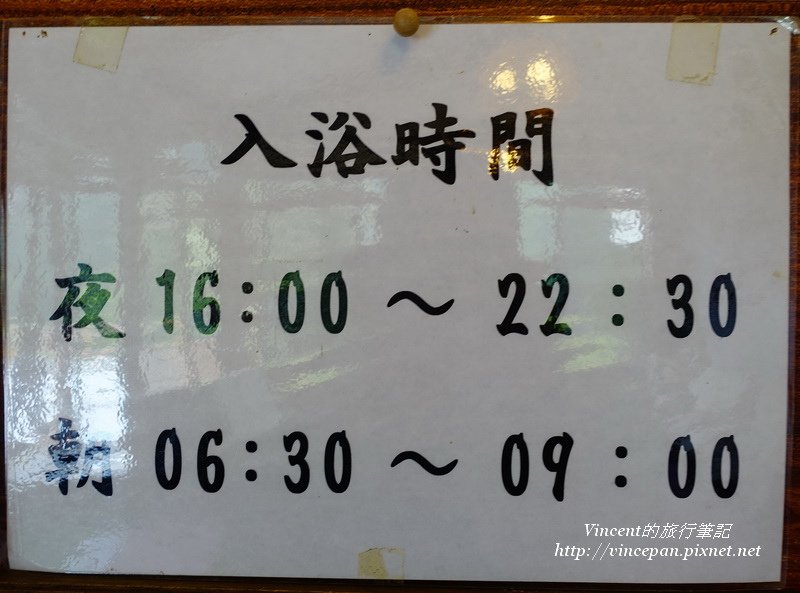 入浴時間
夜 16:00 ～ 22:30
朝 06:30 ～ 09:00
Vincent的旅行筆記
http://vincepan.pixnet.net